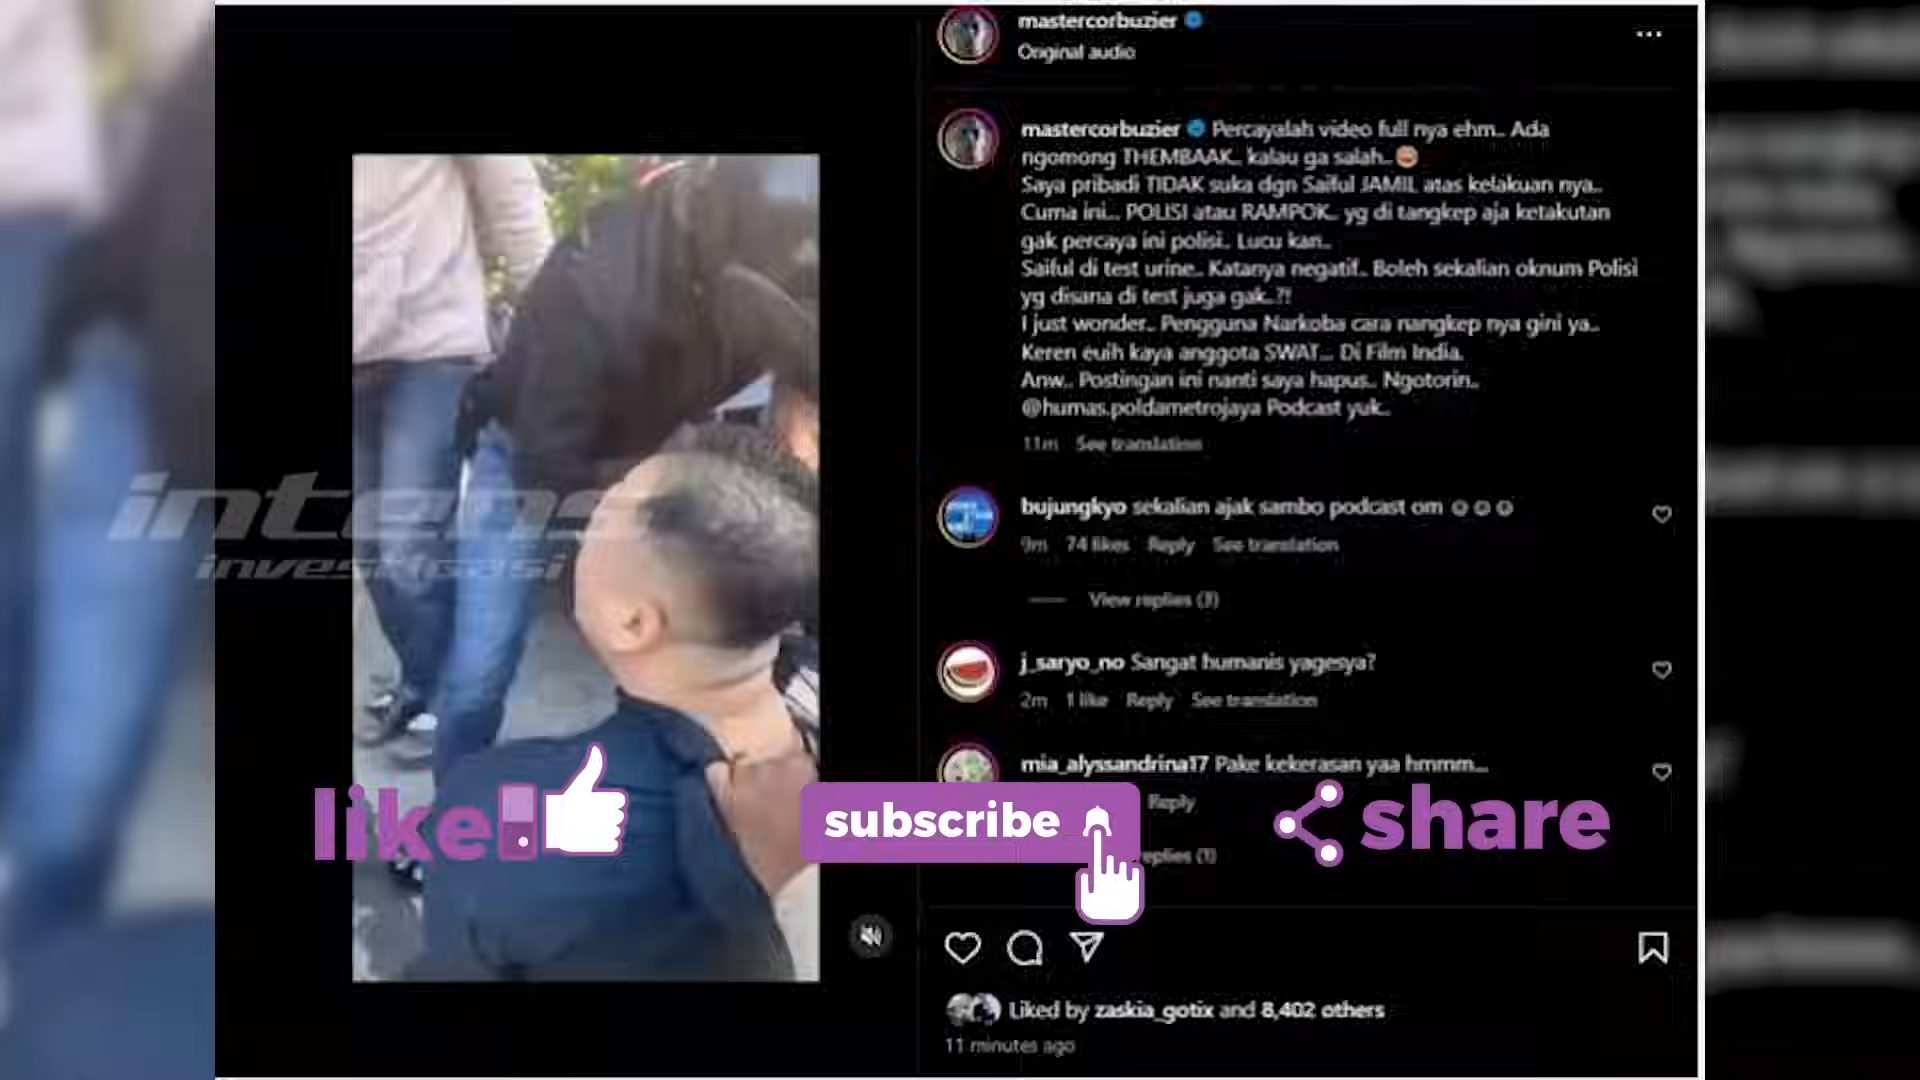 mastercorbuzier
Original audio
mastercorbuzier Percayalah video full nya ehm.. Ada
ngomong THEMBAAK.. kalau ga salah..
Saya pribadi TIDAK suka dgn Saiful JAMIL atas kelakuan nya..
Cuma ini... POLISI atau RAMPOK.. yg di tangkep aja ketakutan
gak percaya ini polisi.. Lucu kan..
Saiful di test urine.. Katanya negatif.. Boleh sekalian oknum Polisi
yg disana di test juga gak..?!
I just wonder.. Pengguna Narkoba cara nangkep nya gini ya..
Keren euih kaya anggota SWAT... Di Film India.
Anw.. Postingan ini nanti saya hapus.. Ngotorin..
@humas.poldametrojaya Podcast yuk..
11m See translation
intens
investigasi
bujungkyo sekalian ajak sambo podcast om
9m 74 likes Reply See translation
View replies (3)
j_saryo_no Sangat humanis yagesya?
2m 1 like Reply See translation
mia_alyssandrina17 Pake kekerasan yaa hmmm...
Reply
like
subscribe
share
replies (1)
Liked by zaskia_gotix and 8,402 others
11 minutes ago